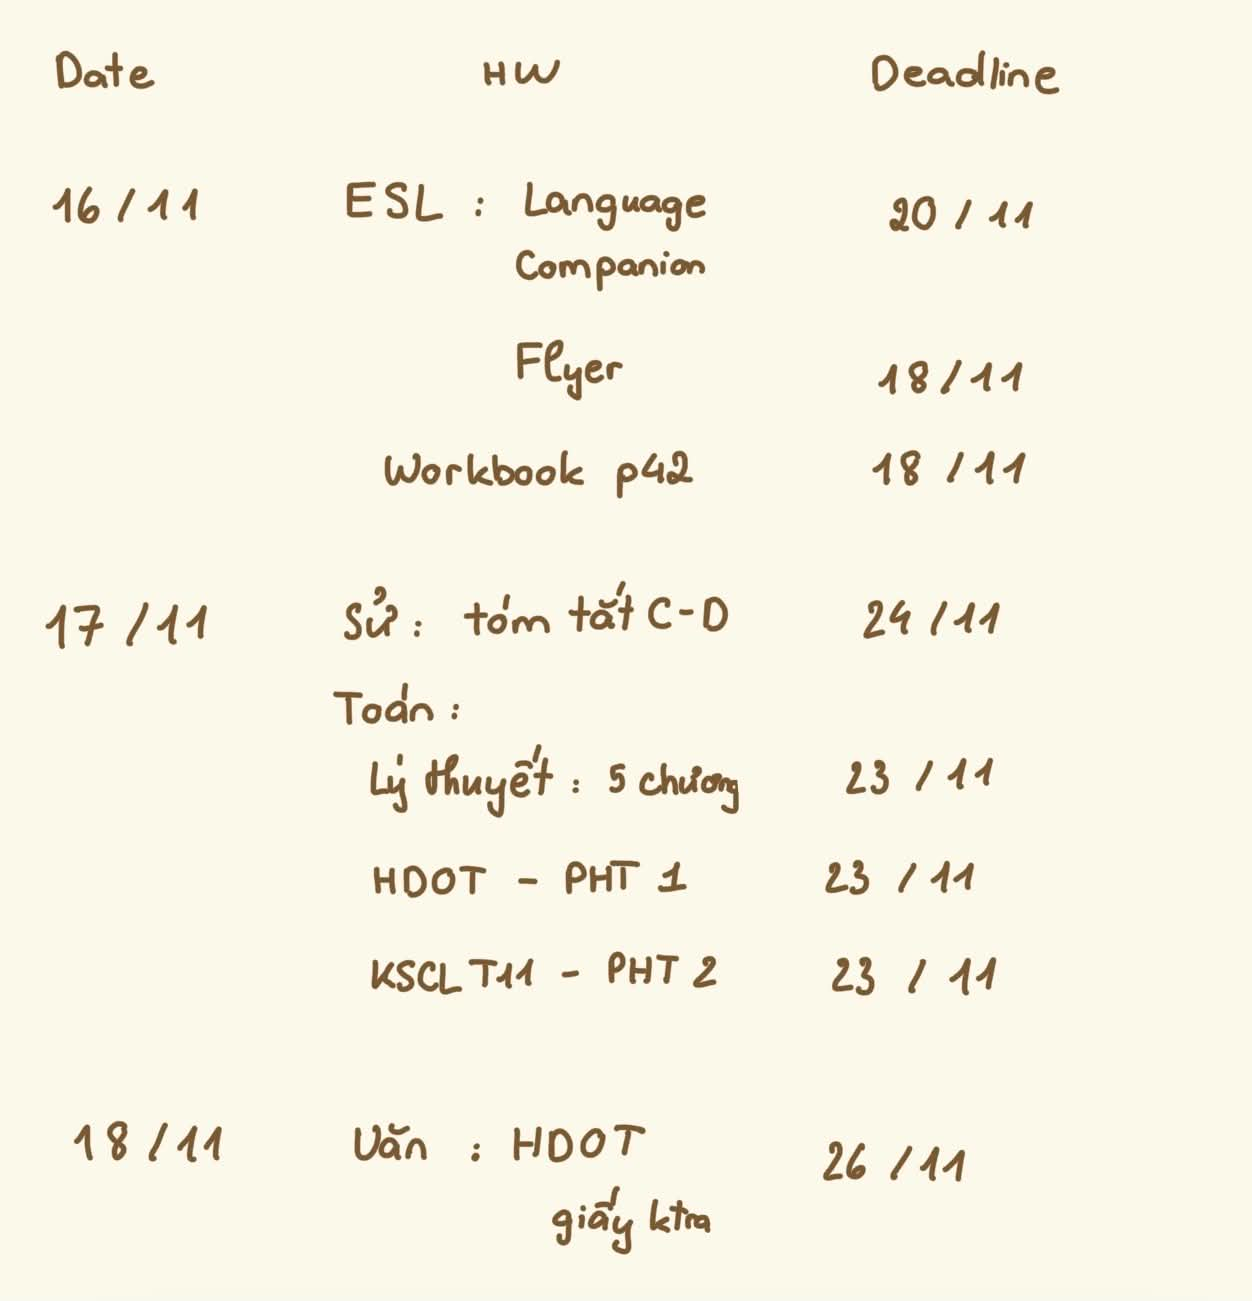 Date HW Deadline
16/11 ESL : Language 20/11
Companion
Flyer 18/11
Workbook p42 18/11
17/11 Sử : tóm tắt C-D 24/11
Toán :
Lý thuyết : 5 chương 23/11
HDOT - PHT 1 23/11
KSCL T11 - PHT 2 23/11
18/11 Văn : HDOT 26/11
giấy ktra